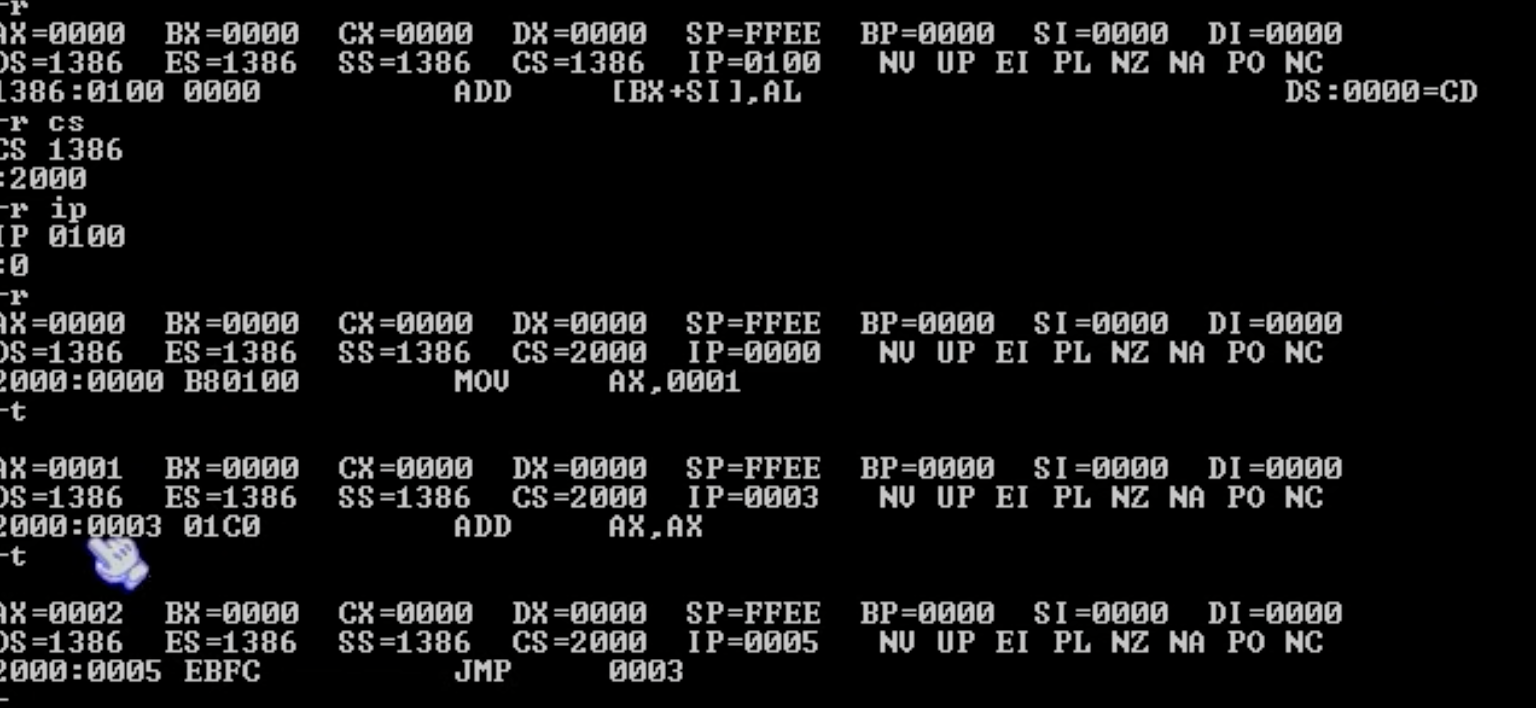 -r
AX=0000 BX=0000 CX=0000 DX=0000 SP=FFEE BP=0000 SI=0000 DI=0000
DS=1386 ES=1386 SS=1386 CS=1386 IP=0100 NV UP EI PL NZ NA PO NC
1386:0100 0000 ADD [BX+SI],AL DS:0000=CD
-r cs
CS 1386
:2000
-r ip
IP 0100
:0
-r
AX=0000 BX=0000 CX=0000 DX=0000 SP=FFEE BP=0000 SI=0000 DI=0000
DS=1386 ES=1386 SS=1386 CS=2000 IP=0000 NV UP EI PL NZ NA PO NC
2000:0000 B80100 MOV AX,0001
-t
AX=0001 BX=0000 CX=0000 DX=0000 SP=FFEE BP=0000 SI=0000 DI=0000
DS=1386 ES=1386 SS=1386 CS=2000 IP=0003 NV UP EI PL NZ NA PO NC
2000:0003 01C0 ADD AX,AX
-t
AX=0002 BX=0000 CX=0000 DX=0000 SP=FFEE BP=0000 SI=0000 DI=0000
DS=1386 ES=1386 SS=1386 CS=2000 IP=0005 NV UP EI PL NZ NA PO NC
2000:0005 EBFC JMP 0003
-